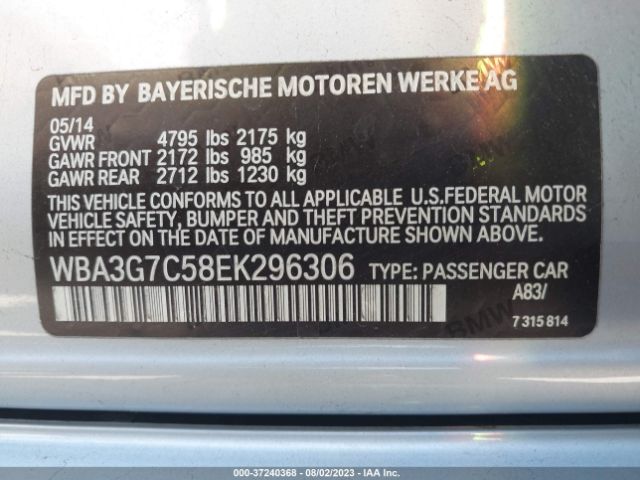 MFD BY BAYERISCHE MOTOREN WERKE AG
05/14
GVWR 4795 lbs 2175 kg
GAWR FRONT 2172 lbs 985 kg
GAWR REAR 2712 lbs 1230 kg
THIS VEHICLE CONFORMS TO ALL APPLICABLE U.S.FEDERAL MOTOR
VEHICLE SAFETY, BUMPER AND THEFT PREVENTION STANDARDS
IN EFFECT ON THE DATE OF MANUFACTURE SHOWN ABOVE.
WBA3G7C58EK296306 TYPE: PASSENGER CAR
A83/
7 315 814
BMW
000-37240368 - 08/02/2023 - IAA Inc.